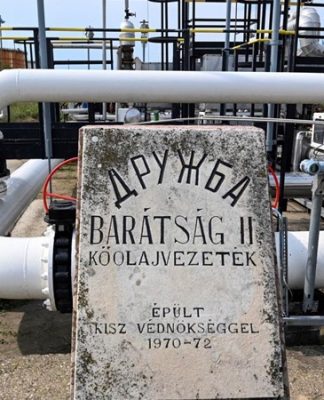 ДРУЖБА
BARÁTSÁG II
KŐOLAJVEZETÉK
ÉPÜLT
KISZ VÉDNÖKSÉGGEL
1970-72